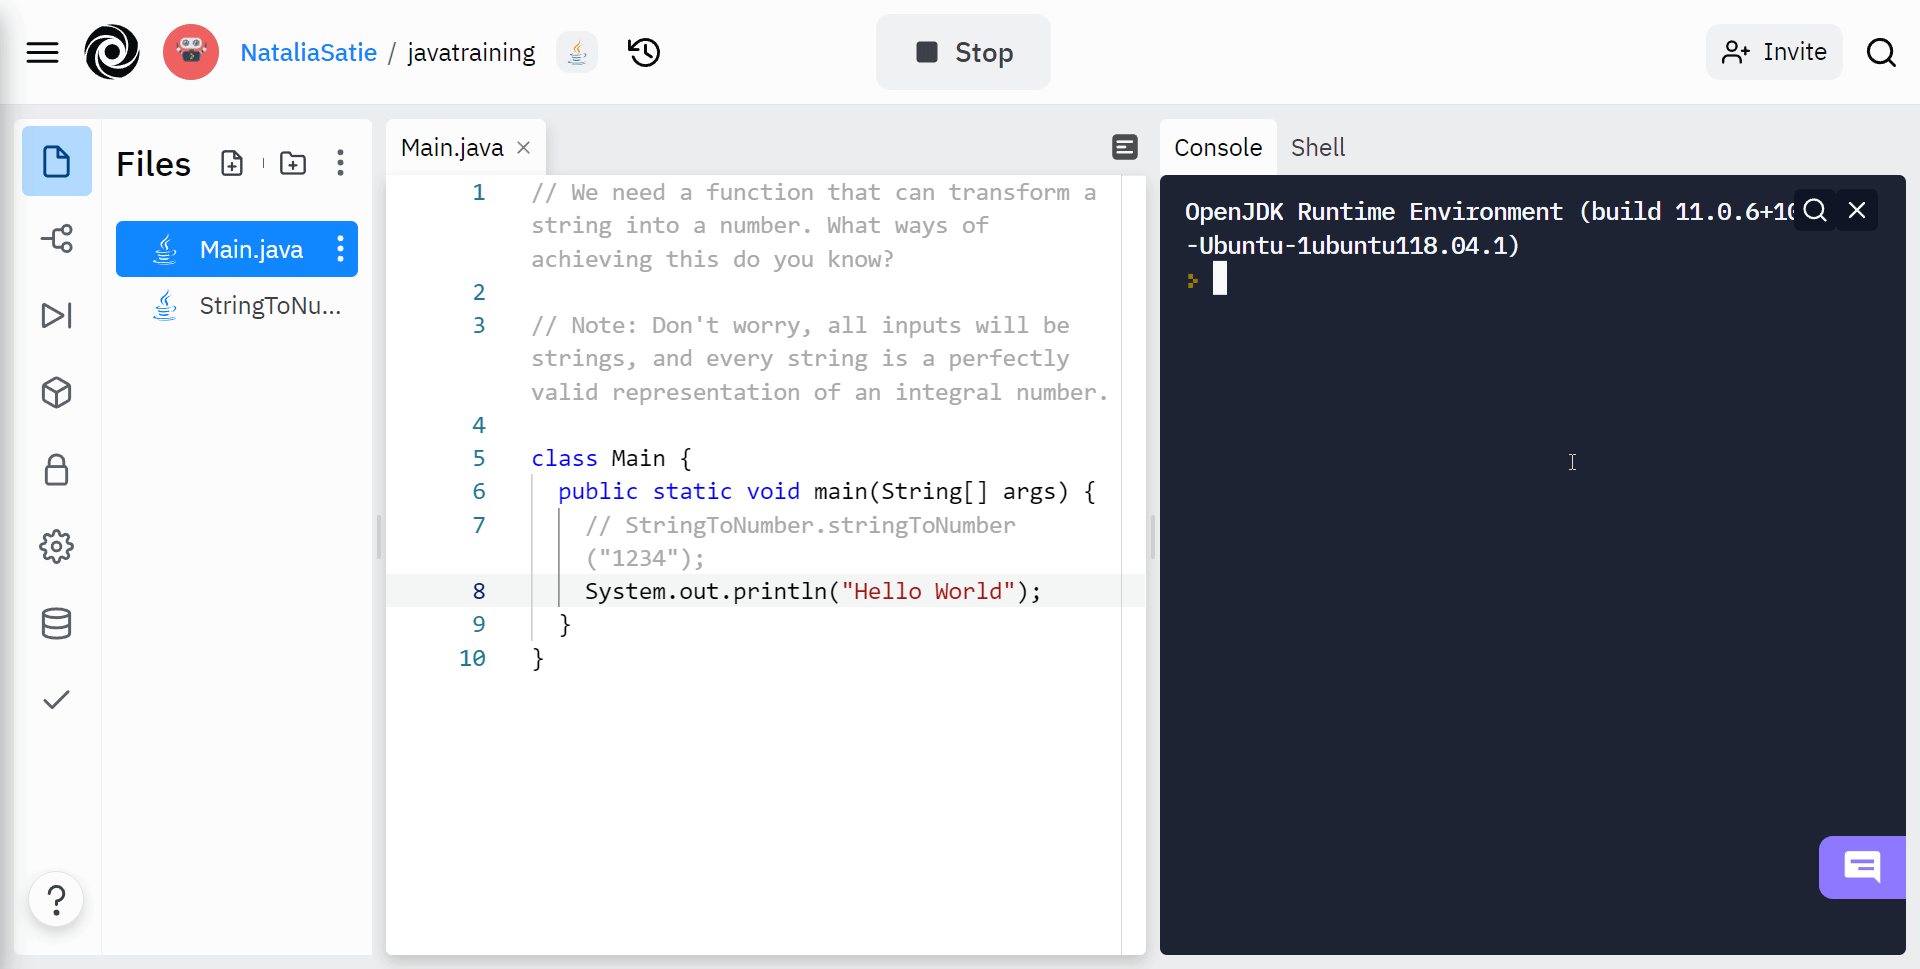 NataliaSatie / javatraining
Stop
Invite
Files
Main.java
StringToNu...
Main.java ×
1 // We need a function that can transform a
string into a number. What ways of
achieving this do you know?
2
3 // Note: Don't worry, all inputs will be
strings, and every string is a perfectly
valid representation of an integral number.
4
5 class Main {
6 public static void main(String[] args) {
7 // StringToNumber.stringToNumber
("1234");
8 System.out.println("Hello World");
9 }
10 }
Console Shell
OpenJDK Runtime Environment (build 11.0.6+10
-Ubuntu-1ubuntu118.04.1)